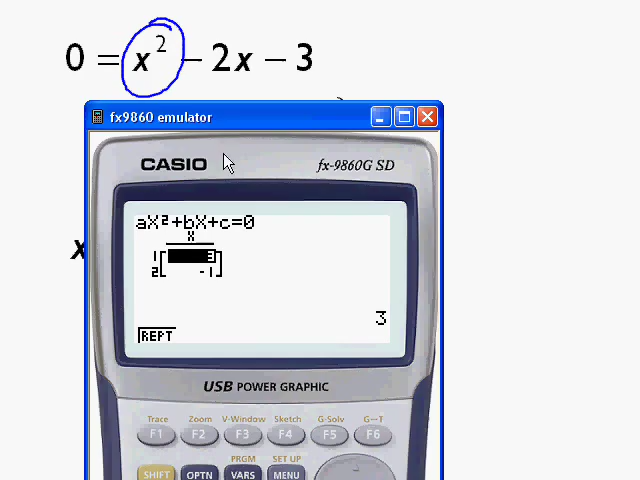 0 = x² − 2x − 3
fx9860 emulator
CASIO fx-9860G SD
aX²+bX+c=0
X
1 3
2 -1
3
REPT
USB POWER GRAPHIC
Trace Zoom V-Window Sketch G-Solv G↔T
F1 F2 F3 F4 F5 F6
PRGM SET UP
SHIFT OPTN VARS MENU
x